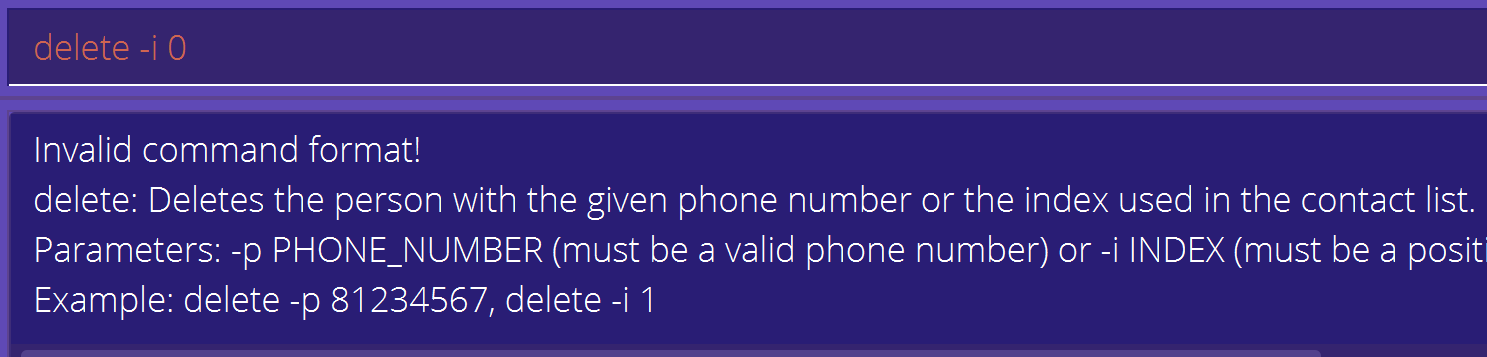 delete -i 0
Invalid command format!
delete: Deletes the person with the given phone number or the index used in the contact list.
Parameters: -p PHONE_NUMBER (must be a valid phone number) or -i INDEX (must be a
Example: delete -p 81234567, delete -i 1